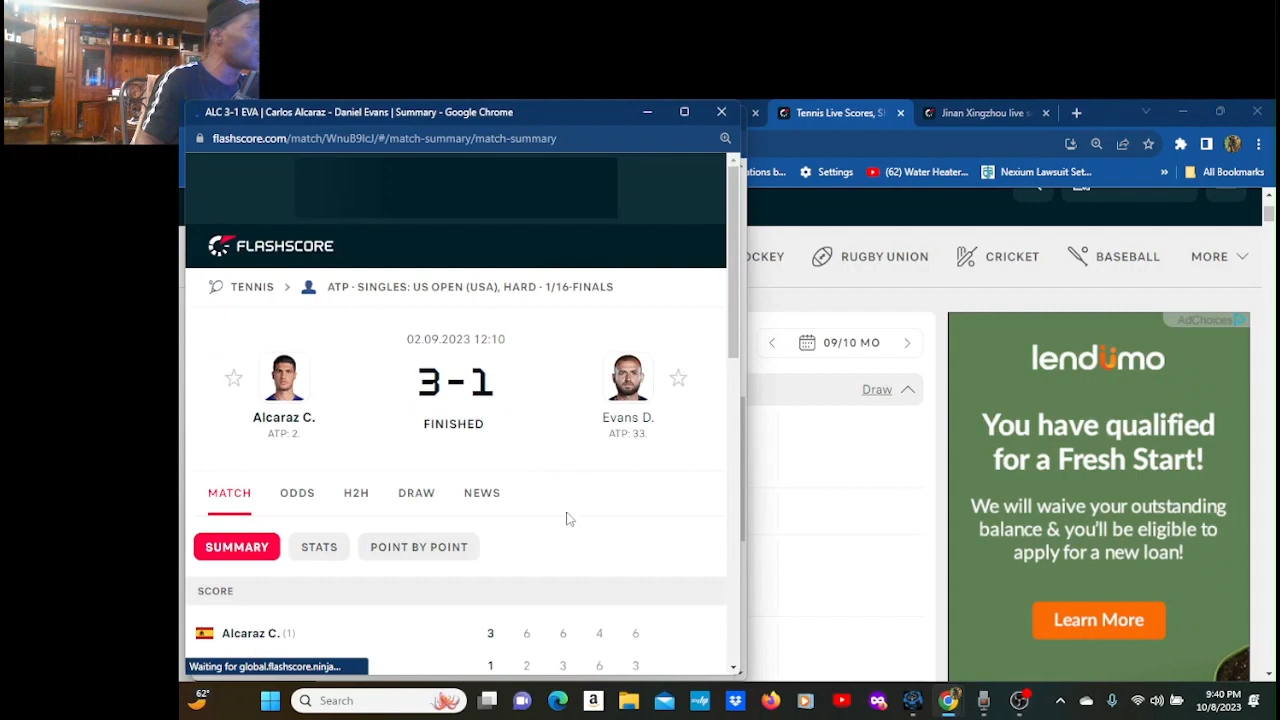 ALC 3-1 EVA | Carlos Alcaraz - Daniel Evans | Summary - Google Chrome
Tennis Live Scores, S
Jinan Xingzhou live s
flashscore.com/match/WnuB9IcJ/#/match-summary/match-summary
ations b...
Settings
(62) Water Heater...
Nexium Lawsuit Set...
»
All Bookmarks
FLASHSCORE
OCKEY
RUGBY UNION
CRICKET
BASEBALL
MORE
TENNIS > ATP - SINGLES: US OPEN (USA), HARD - 1/16-FINALS
AdChoices
02.09.2023 12:10
09/10 MO
lendumo
3-1
Draw
Alcaraz C.
FINISHED
Evans D.
ATP: 2.
ATP: 33.
You have qualified
for a Fresh Start!
MATCH
ODDS
H2H
DRAW
NEWS
We will waive your outstanding
balance & you'll be eligible to
apply for a new loan!
SUMMARY
STATS
POINT BY POINT
SCORE
Learn More
Alcaraz C. (1) 3 6 6 4 6
1 2 3 6 3
Waiting for global.flashscore.ninja...
62°
Search
9:40 PM
10/8/2023